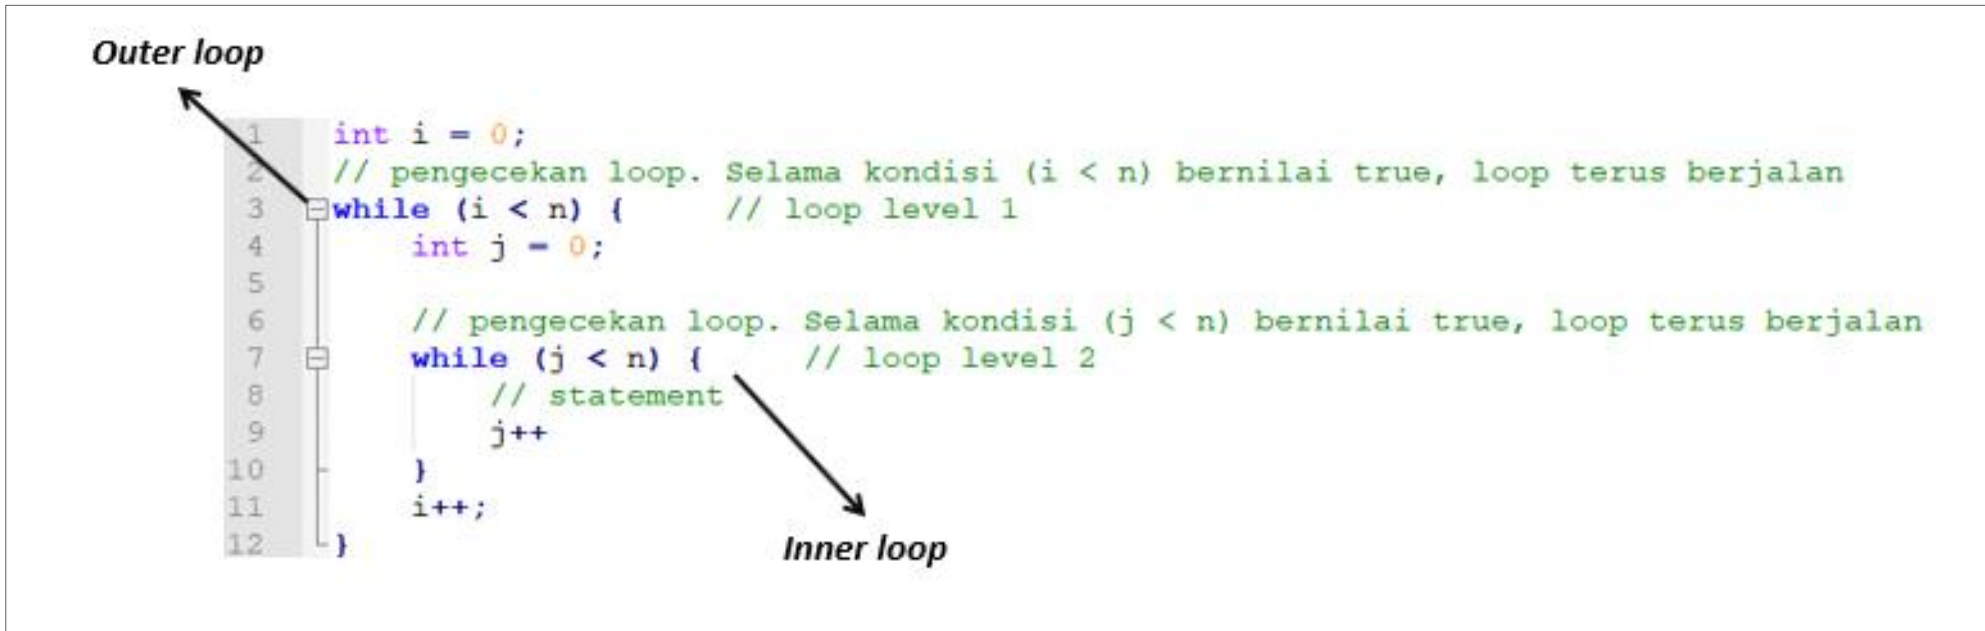 Outer loop
1 int i = 0;
2 // pengecekan loop. Selama kondisi (i < n) bernilai true, loop terus berjalan
3 while (i < n) { // loop level 1
4 int j = 0;
5
6 // pengecekan loop. Selama kondisi (j < n) bernilai true, loop terus berjalan
7 while (j < n) { // loop level 2
8 // statement
9 j++
10 }
11 i++;
12 }
Inner loop